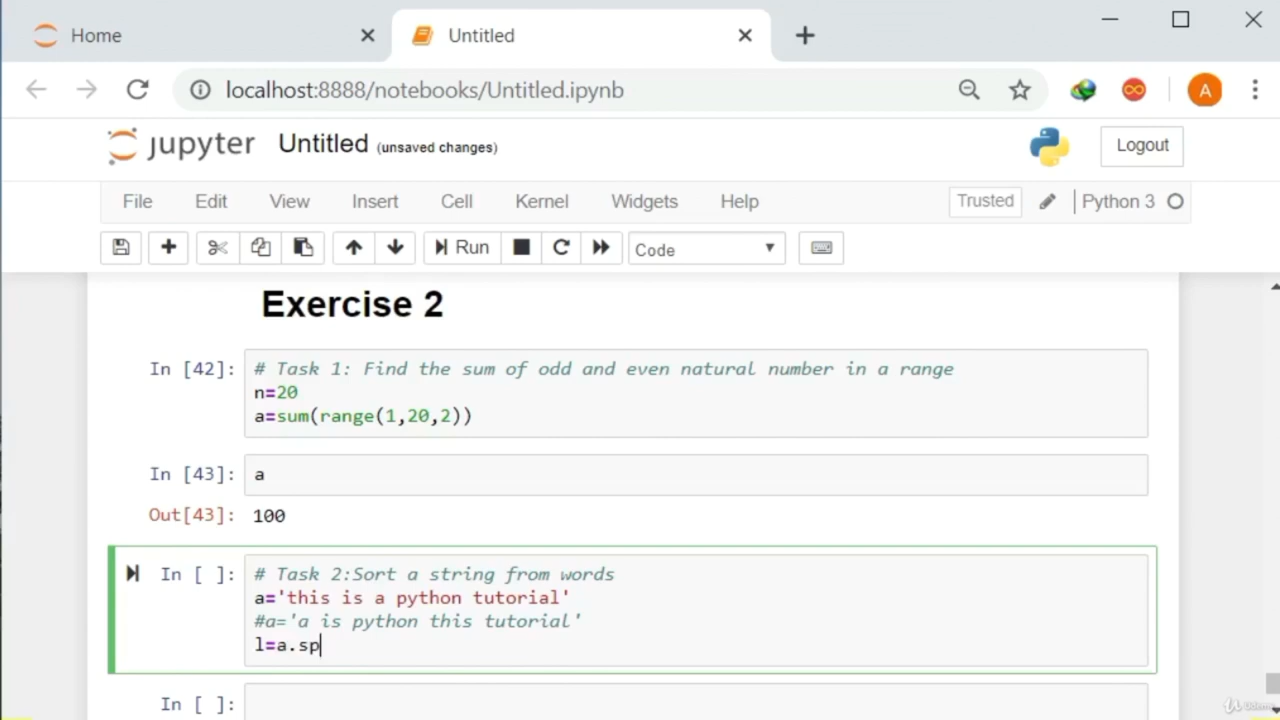 Home
Untitled
localhost:8888/notebooks/Untitled.ipynb
A
jupyter Untitled (unsaved changes)
Logout
File Edit View Insert Cell Kernel Widgets Help
Trusted
Python 3
Run
Code
Exercise 2
In [42]:
# Task 1: Find the sum of odd and even natural number in a range
n=20
a=sum(range(1,20,2))
In [43]:
a
Out[43]:
100
In [ ]:
# Task 2:Sort a string from words
a='this is a python tutorial'
#a='a is python this tutorial'
l=a.sp
In [ ]:
Udemy